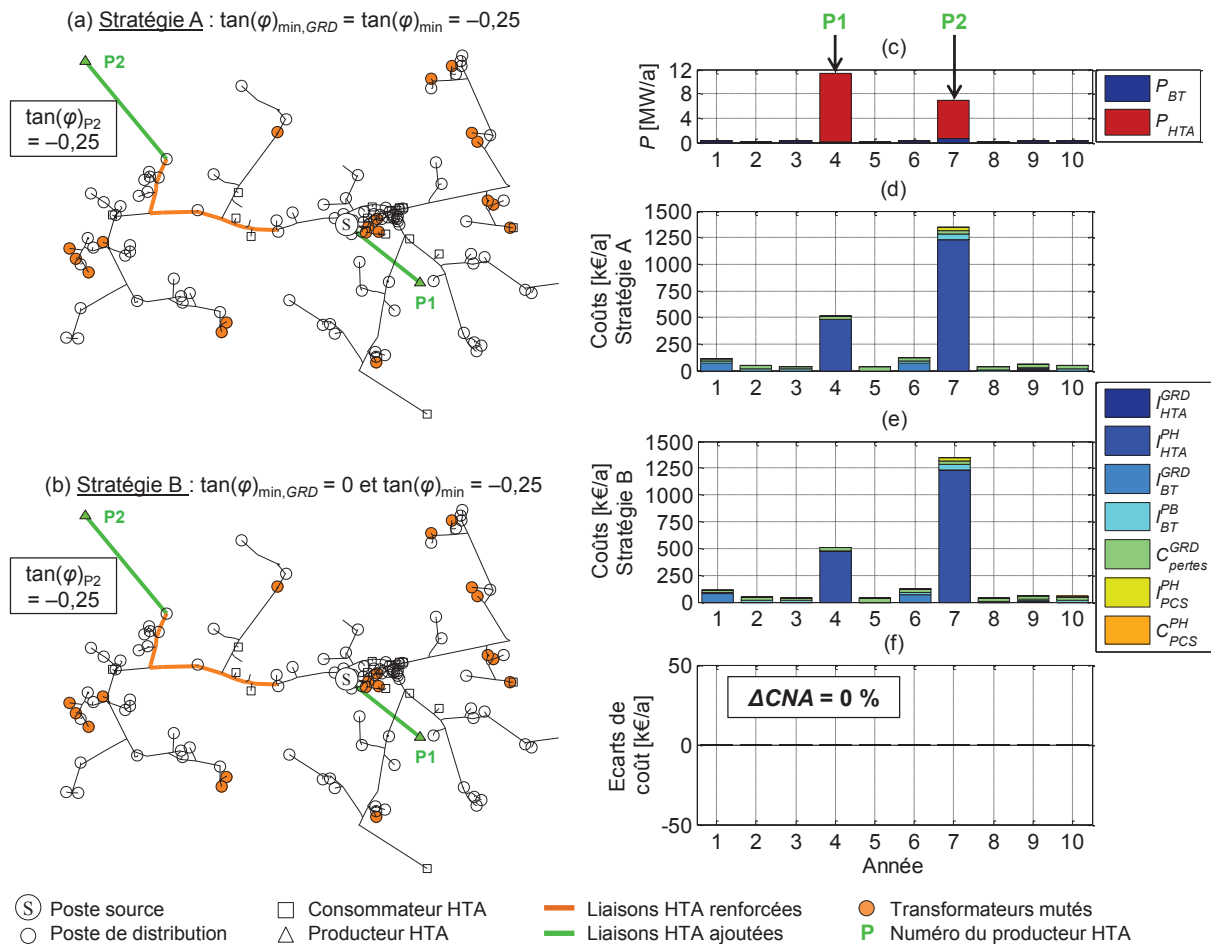 (a) Stratégie A : tan(φ)min,GRD = tan(φ)min = –0,25
P2
tan(φ)P2
= –0,25
S
P1
(b) Stratégie B : tan(φ)min,GRD = 0 et tan(φ)min = –0,25
P2
tan(φ)P2
= –0,25
S
P1
P1 P2
(c)
P [MW/a]
12
8
4
0
1 2 3 4 5 6 7 8 9 10
PBT
PHTA
(d)
Coûts [k€/a]
Stratégie A
1500
1250
1000
750
500
250
0
1 2 3 4 5 6 7 8 9 10
(e)
Coûts [k€/a]
Stratégie B
1500
1250
1000
750
500
250
0
1 2 3 4 5 6 7 8 9 10
I GRD HTA
I PH HTA
I GRD BT
I PB BT
C GRD pertes
I PH PCS
C PH PCS
(f)
Ecarts de
coût [k€/a]
50
0
-50
ΔCNA = 0 %
1 2 3 4 5 6 7 8 9 10
Année
S Poste source
Poste de distribution
Consommateur HTA
Producteur HTA
Liaisons HTA renforcées
Liaisons HTA ajoutées
Transformateurs mutés
P Numéro du producteur HTA